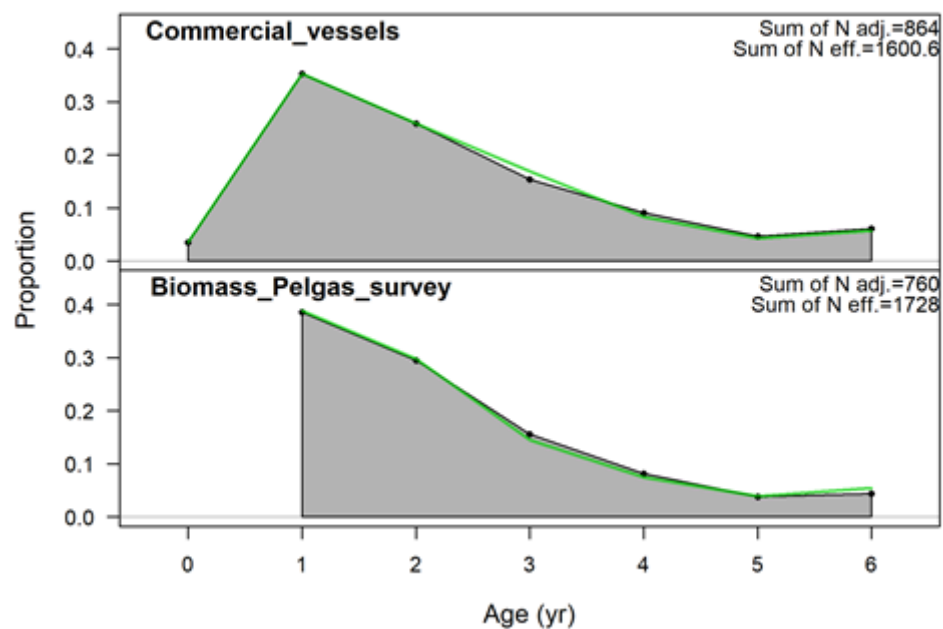 Commercial_vessels
Sum of N adj.=864
Sum of N eff.=1600.6
0.4
0.3
0.2
0.1
0.0
Biomass_Pelgas_survey
Sum of N adj.=760
Sum of N eff.=1728
0.4
0.3
0.2
0.1
0.0
Proportion
0 1 2 3 4 5 6
Age (yr)